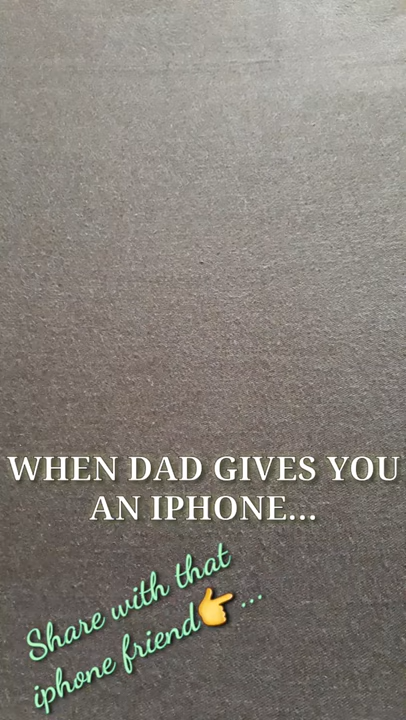 WHEN DAD GIVES YOU
AN IPHONE...
Share with that
iphone friend👉...